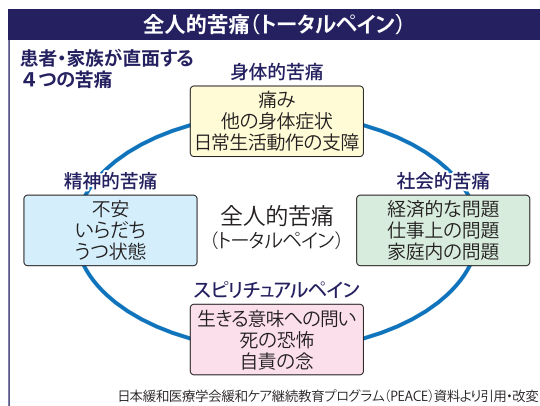 全人的苦痛（トータルペイン）
患者・家族が直面する
４つの苦痛
身体的苦痛
痛み
他の身体症状
日常生活動作の支障
精神的苦痛
不安
いらだち
うつ状態
全人的苦痛
（トータルペイン）
社会的苦痛
経済的な問題
仕事上の問題
家庭内の問題
スピリチュアルペイン
生きる意味への問い
死の恐怖
自責の念
日本緩和医療学会緩和ケア継続教育プログラム（PEACE）資料より引用・改変